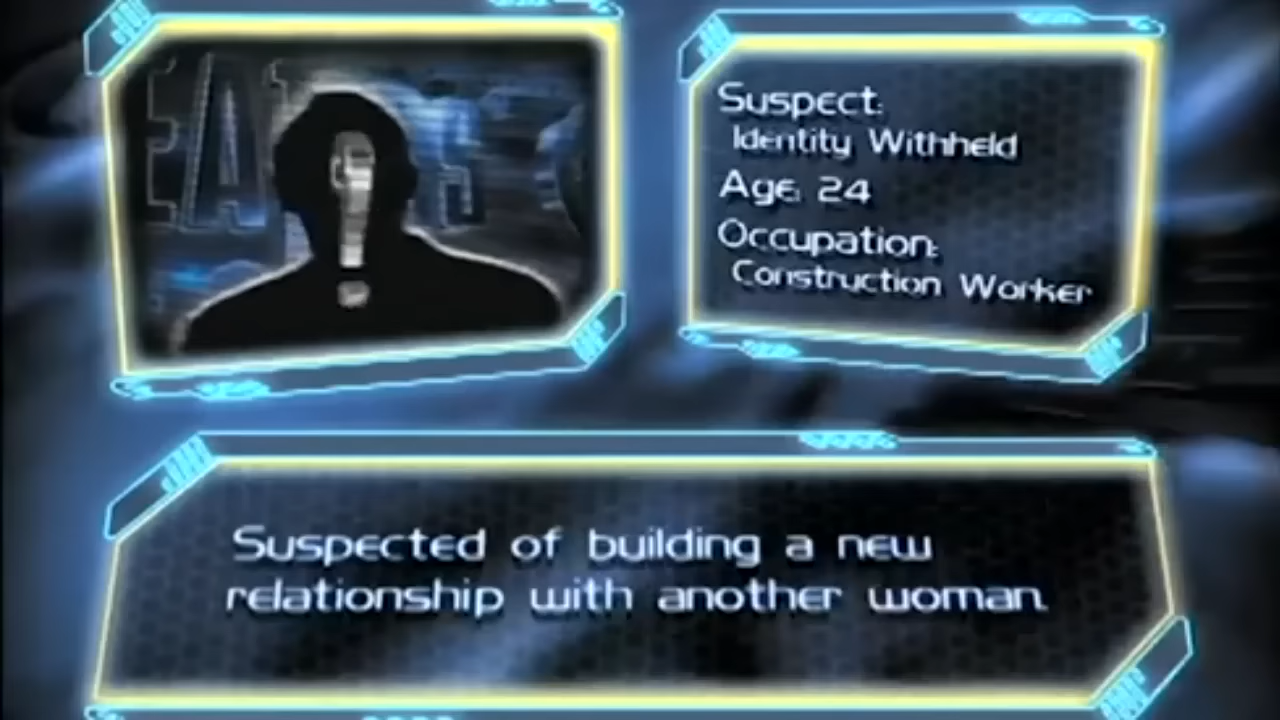 Suspect:
Identity Withheld
Age: 24
Occupation:
Construction Worker
Suspected of building a new
relationship with another woman.